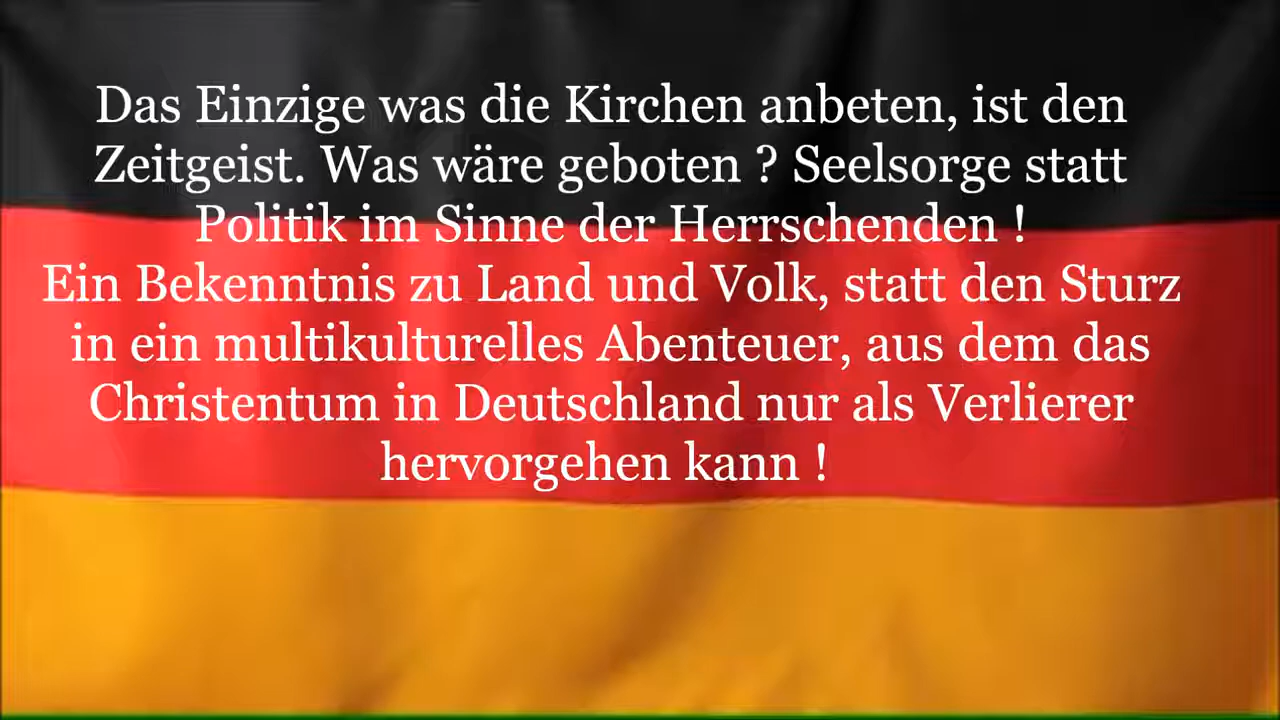 Das Einzige was die Kirchen anbeten, ist den
Zeitgeist. Was wäre geboten ? Seelsorge statt
Politik im Sinne der Herrschenden !
Ein Bekenntnis zu Land und Volk, statt den Sturz
in ein multikulturelles Abenteuer, aus dem das
Christentum in Deutschland nur als Verlierer
hervorgehen kann !